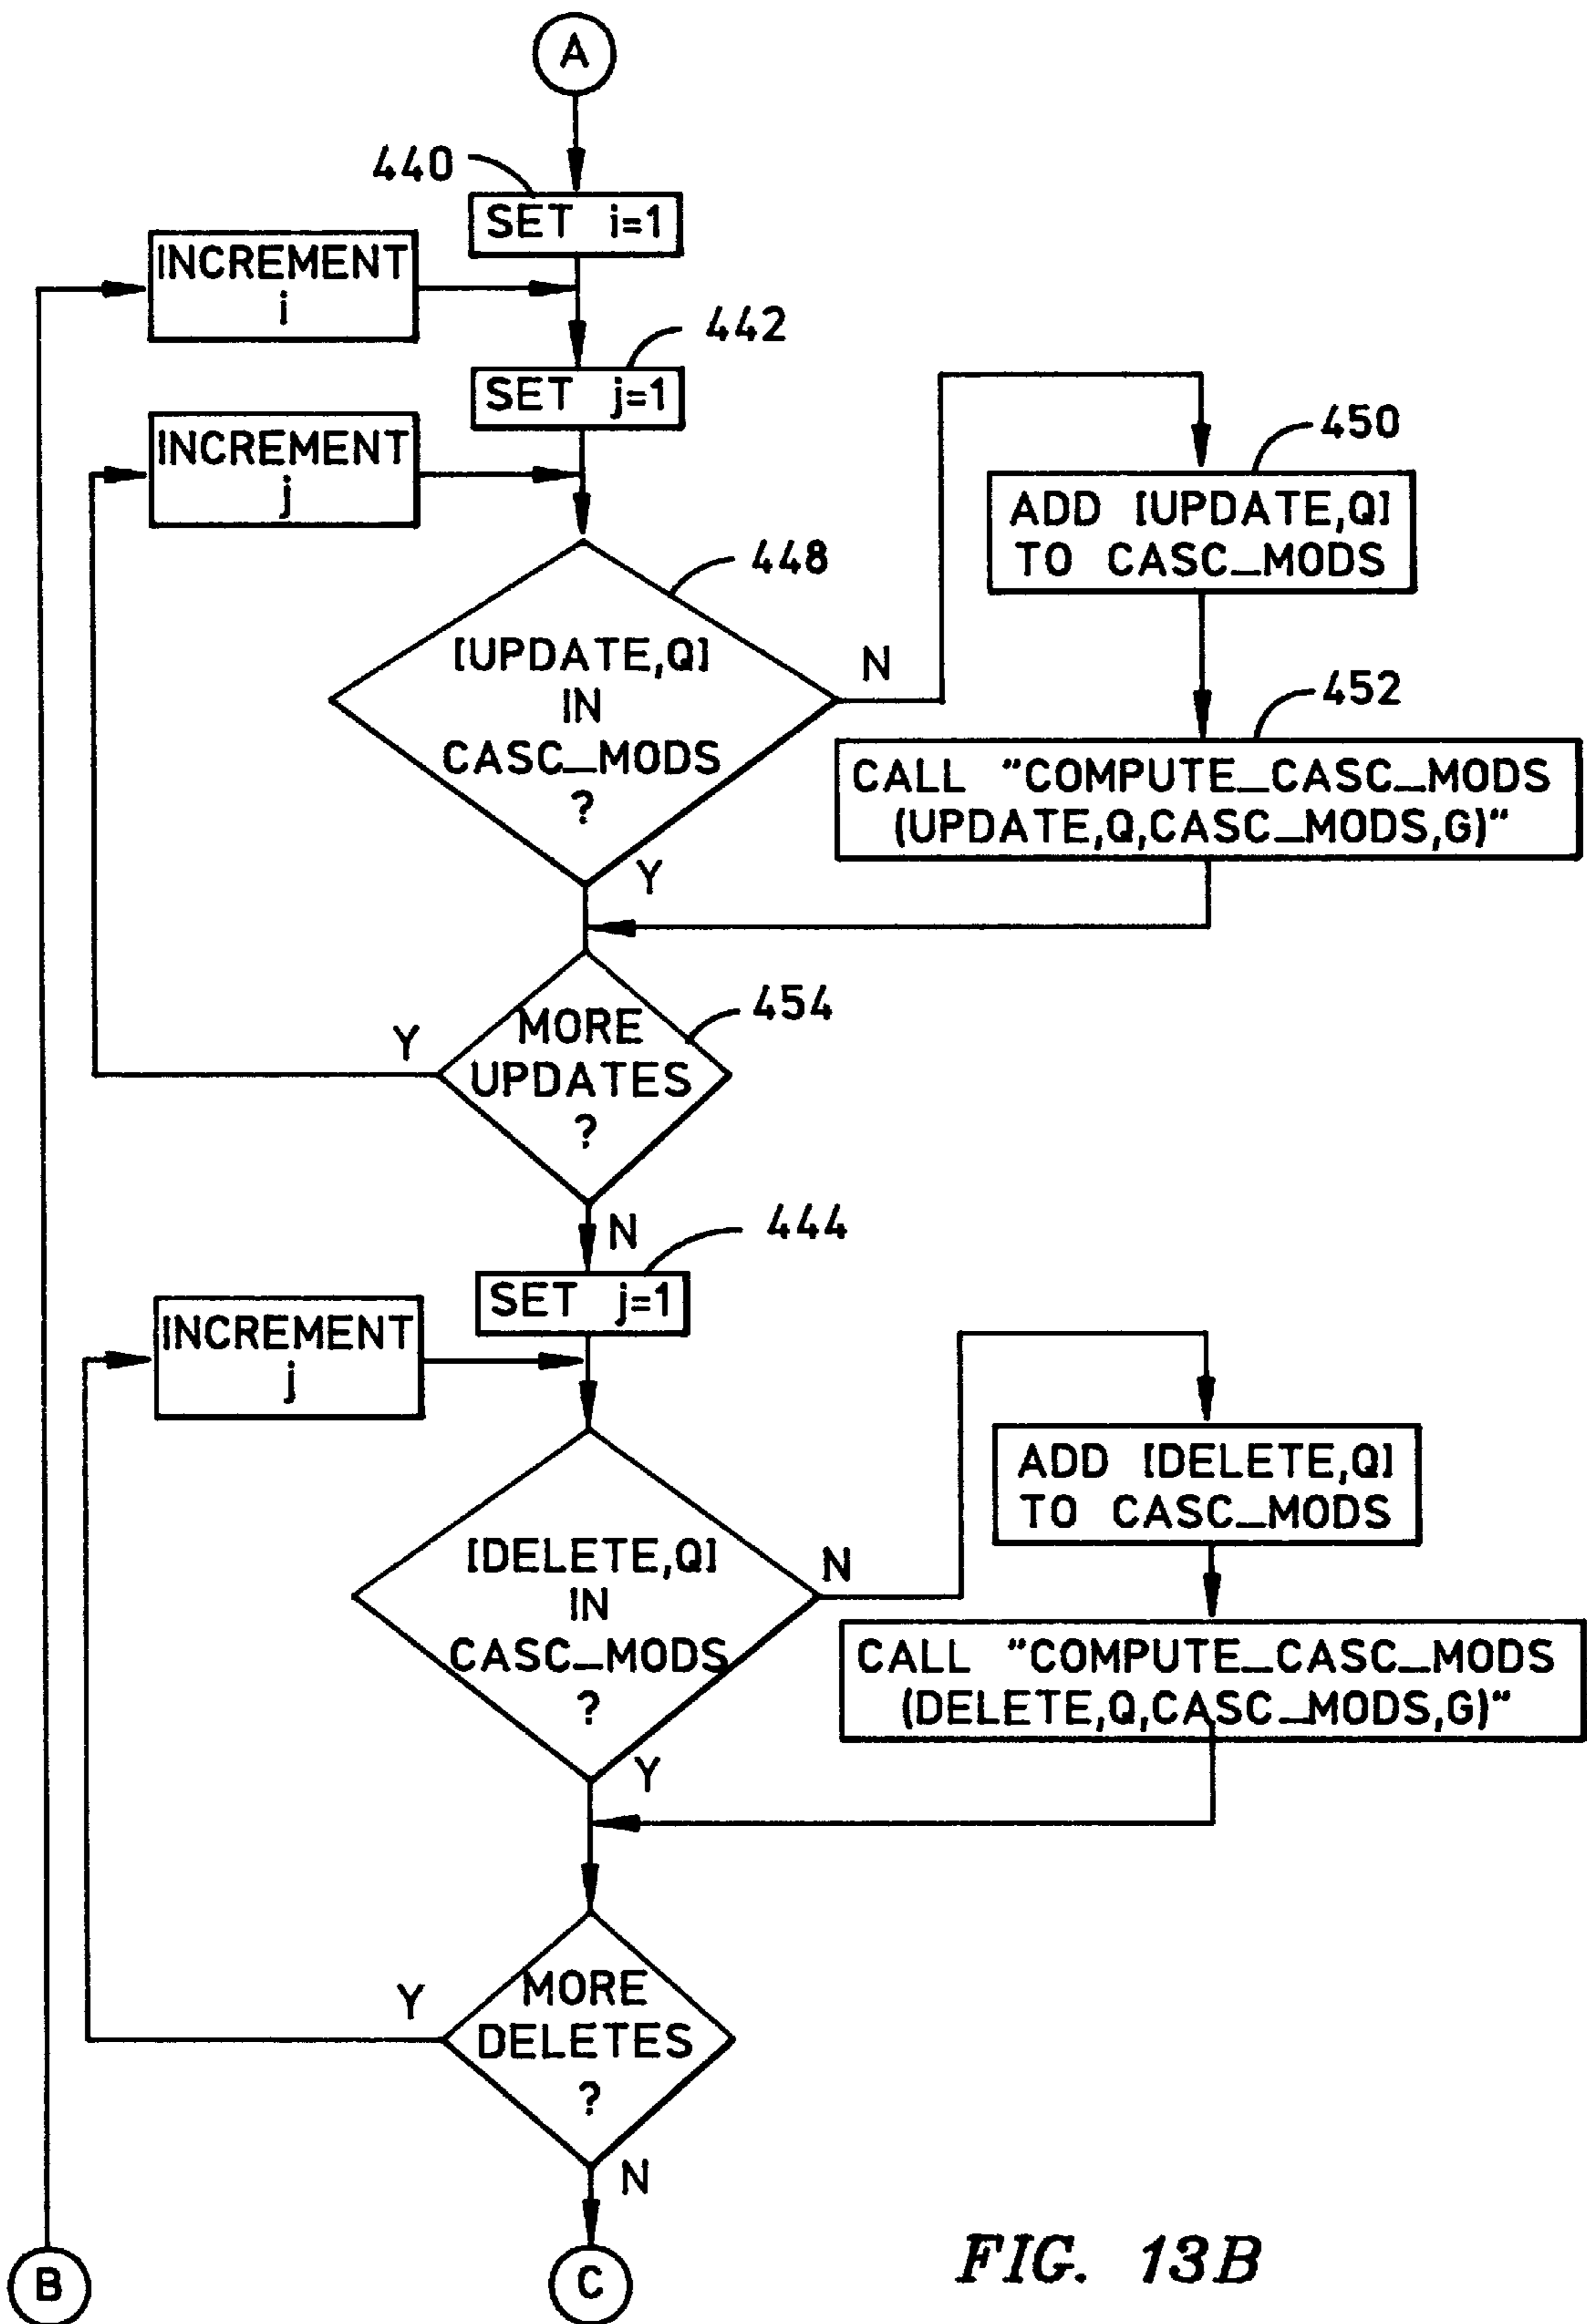 A
440
SET i=1
INCREMENT
i
442
SET j=1
INCREMENT
j
450
ADD [UPDATE,Q]
TO CASC_MODS
448
[UPDATE,Q]
IN
CASC_MODS
?
N
452
CALL "COMPUTE_CASC_MODS
(UPDATE,Q,CASC_MODS,G)"
Y
454
MORE
UPDATES
?
Y
N
444
SET j=1
INCREMENT
j
ADD [DELETE,Q]
TO CASC_MODS
[DELETE,Q]
IN
CASC_MODS
?
N
CALL "COMPUTE_CASC_MODS
(DELETE,Q,CASC_MODS,G)"
Y
MORE
DELETES
?
Y
N
B
C
FIG. 13B